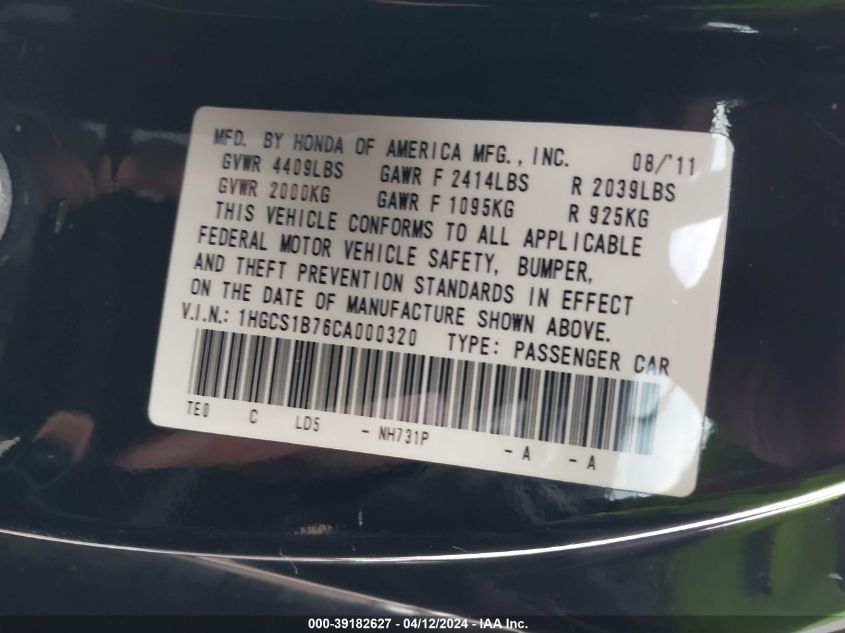 MFD. BY HONDA OF AMERICA MFG., INC. 08/'11
GVWR 4409LBS GAWR F 2414LBS R 2039LBS
GVWR 2000KG GAWR F 1095KG R 925KG
THIS VEHICLE CONFORMS TO ALL APPLICABLE
FEDERAL MOTOR VEHICLE SAFETY, BUMPER,
AND THEFT PREVENTION STANDARDS IN EFFECT
ON THE DATE OF MANUFACTURE SHOWN ABOVE.
V.I.N.: 1HGCS1B76CA000320 TYPE: PASSENGER CAR
TE0 C LD5 - NH731P - A - A
000-39182627 - 04/12/2024 - IAAI Inc.